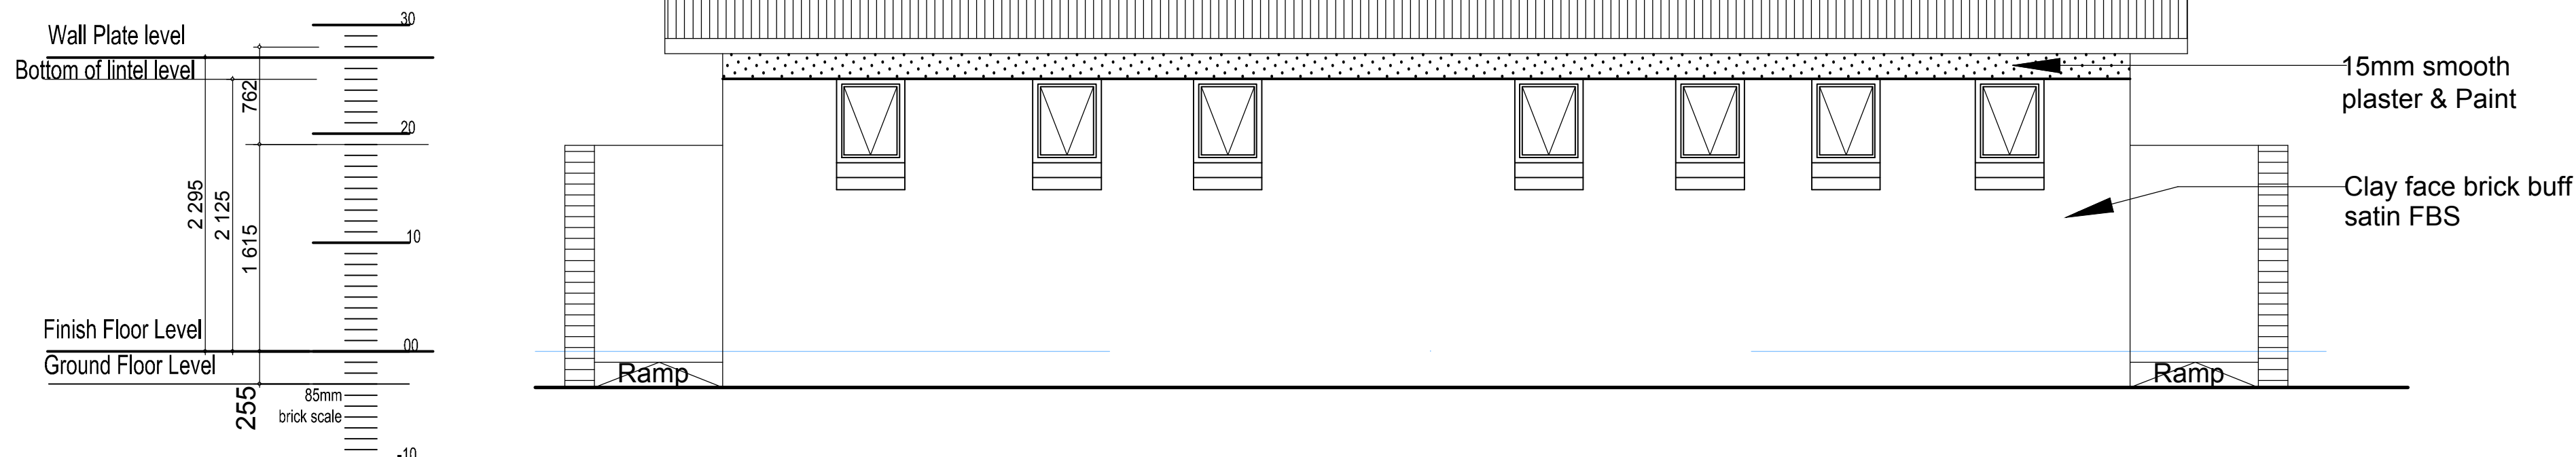 30
Wall Plate level
Bottom of lintel level
762
20
2 295
2 125
1 615
10
Finish Floor Level
00
Ground Floor Level
255
85mm
brick scale
-10
15mm smooth
plaster & Paint
Clay face brick buff
satin FBS
Ramp
Ramp